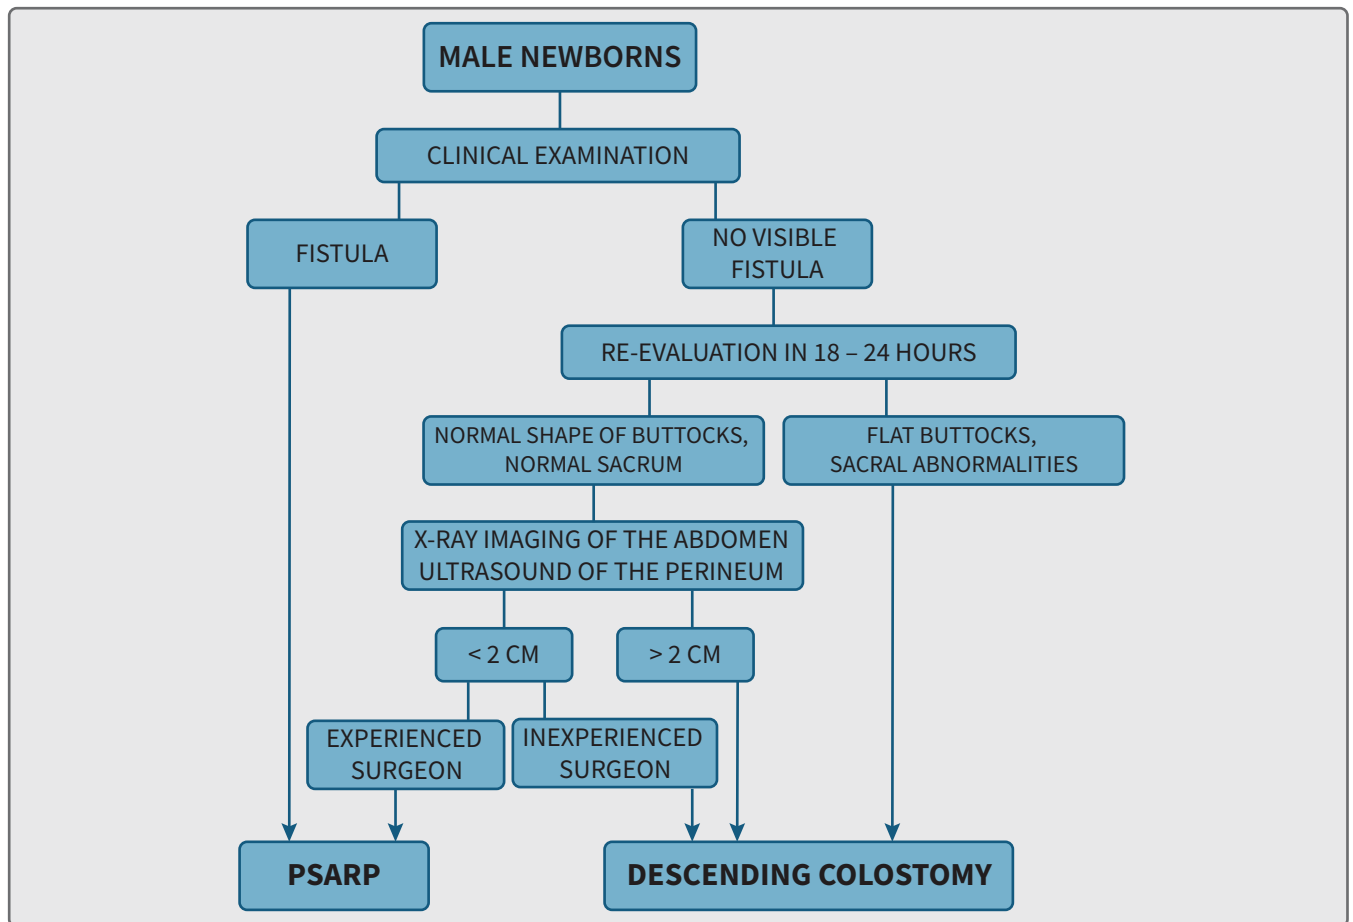 MALE NEWBORNS
CLINICAL EXAMINATION
FISTULA
NO VISIBLE
FISTULA
RE-EVALUATION IN 18 – 24 HOURS
NORMAL SHAPE OF BUTTOCKS,
NORMAL SACRUM
FLAT BUTTOCKS,
SACRAL ABNORMALITIES
X-RAY IMAGING OF THE ABDOMEN
ULTRASOUND OF THE PERINEUM
< 2 CM
> 2 CM
EXPERIENCED
SURGEON
INEXPERIENCED
SURGEON
PSARP
DESCENDING COLOSTOMY